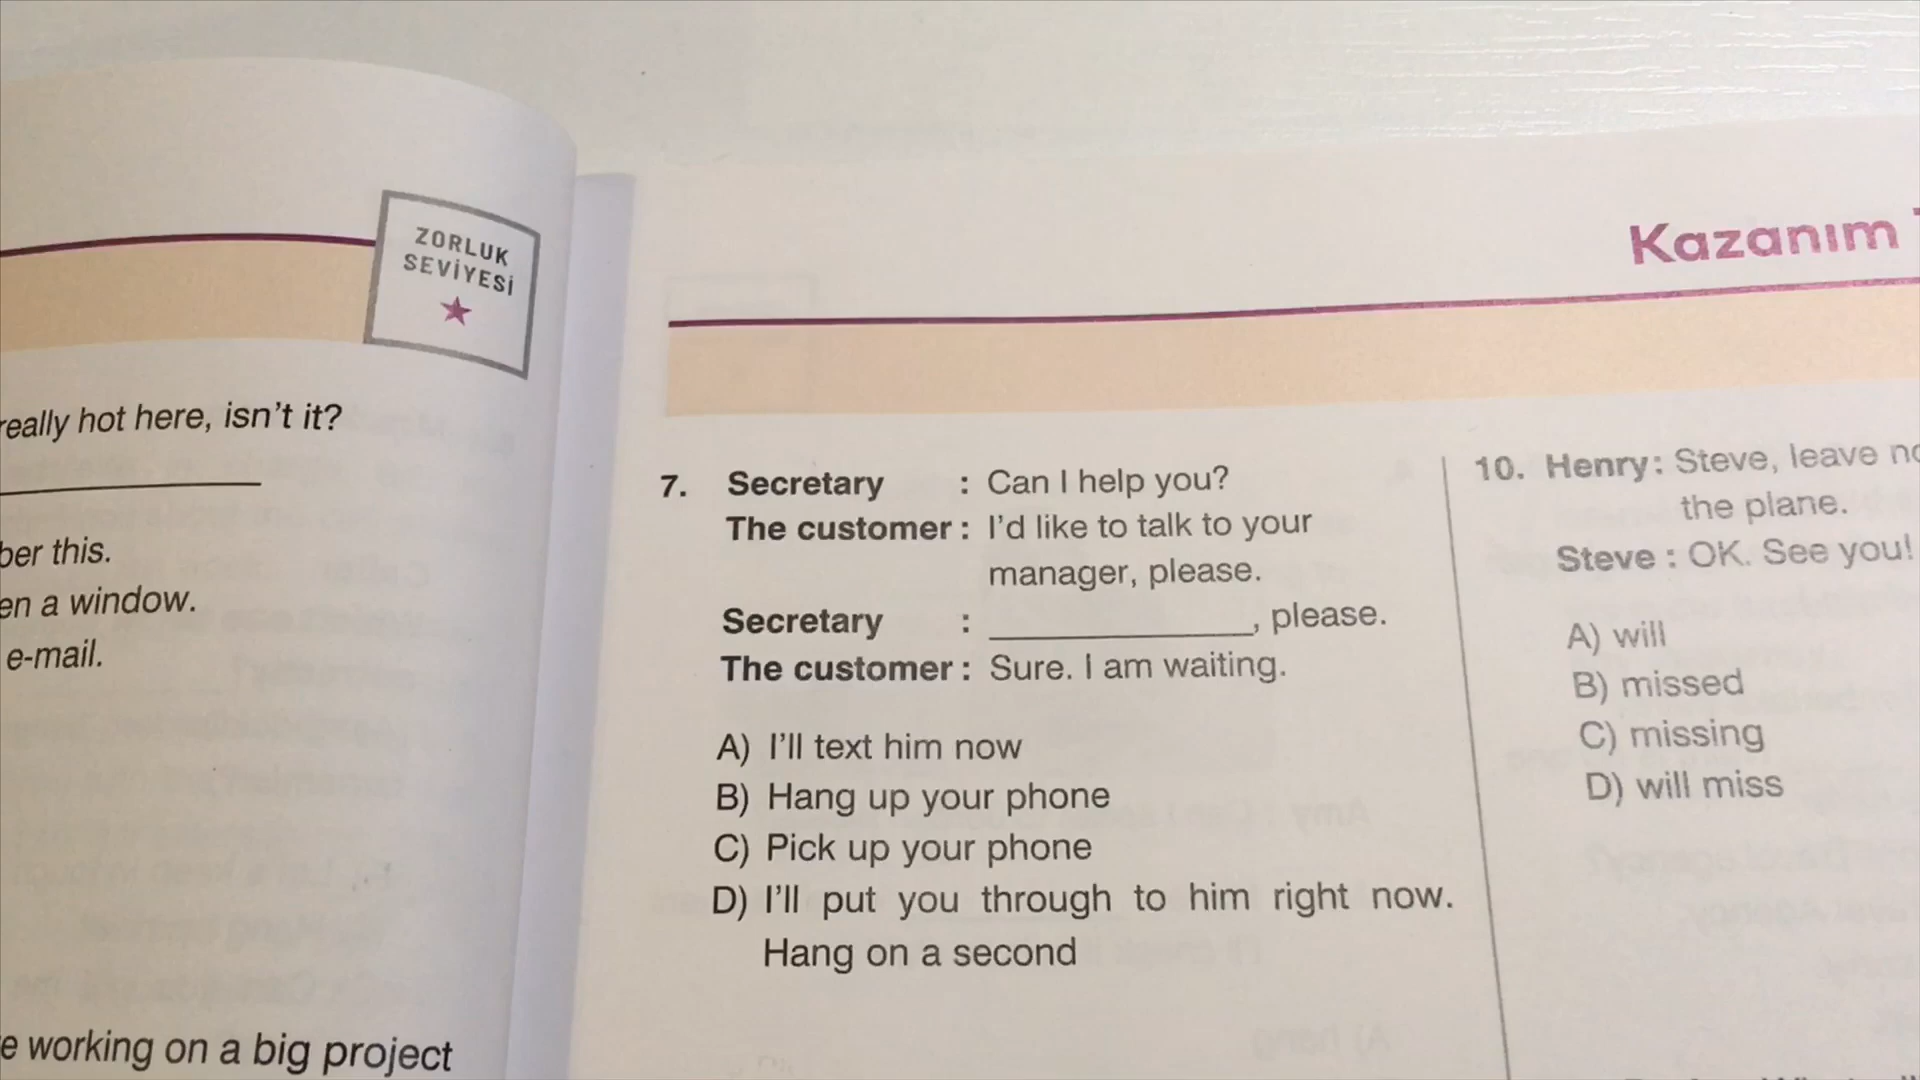 ZORLUK
SEVİYESİ
really hot here, isn't it?
this.
a window.
e-mail.
working on a big project
Kazanım
7. Secretary : Can I help you?
The customer : I'd like to talk to your
manager, please.
Secretary : ______________, please.
The customer : Sure. I am waiting.
A) I'll text him now
B) Hang up your phone
C) Pick up your phone
D) I'll put you through to him right now.
Hang on a second
10. Henry : Steve, leave
the plane.
Steve : OK. See you!
A) will
B) missed
C) missing
D) will miss